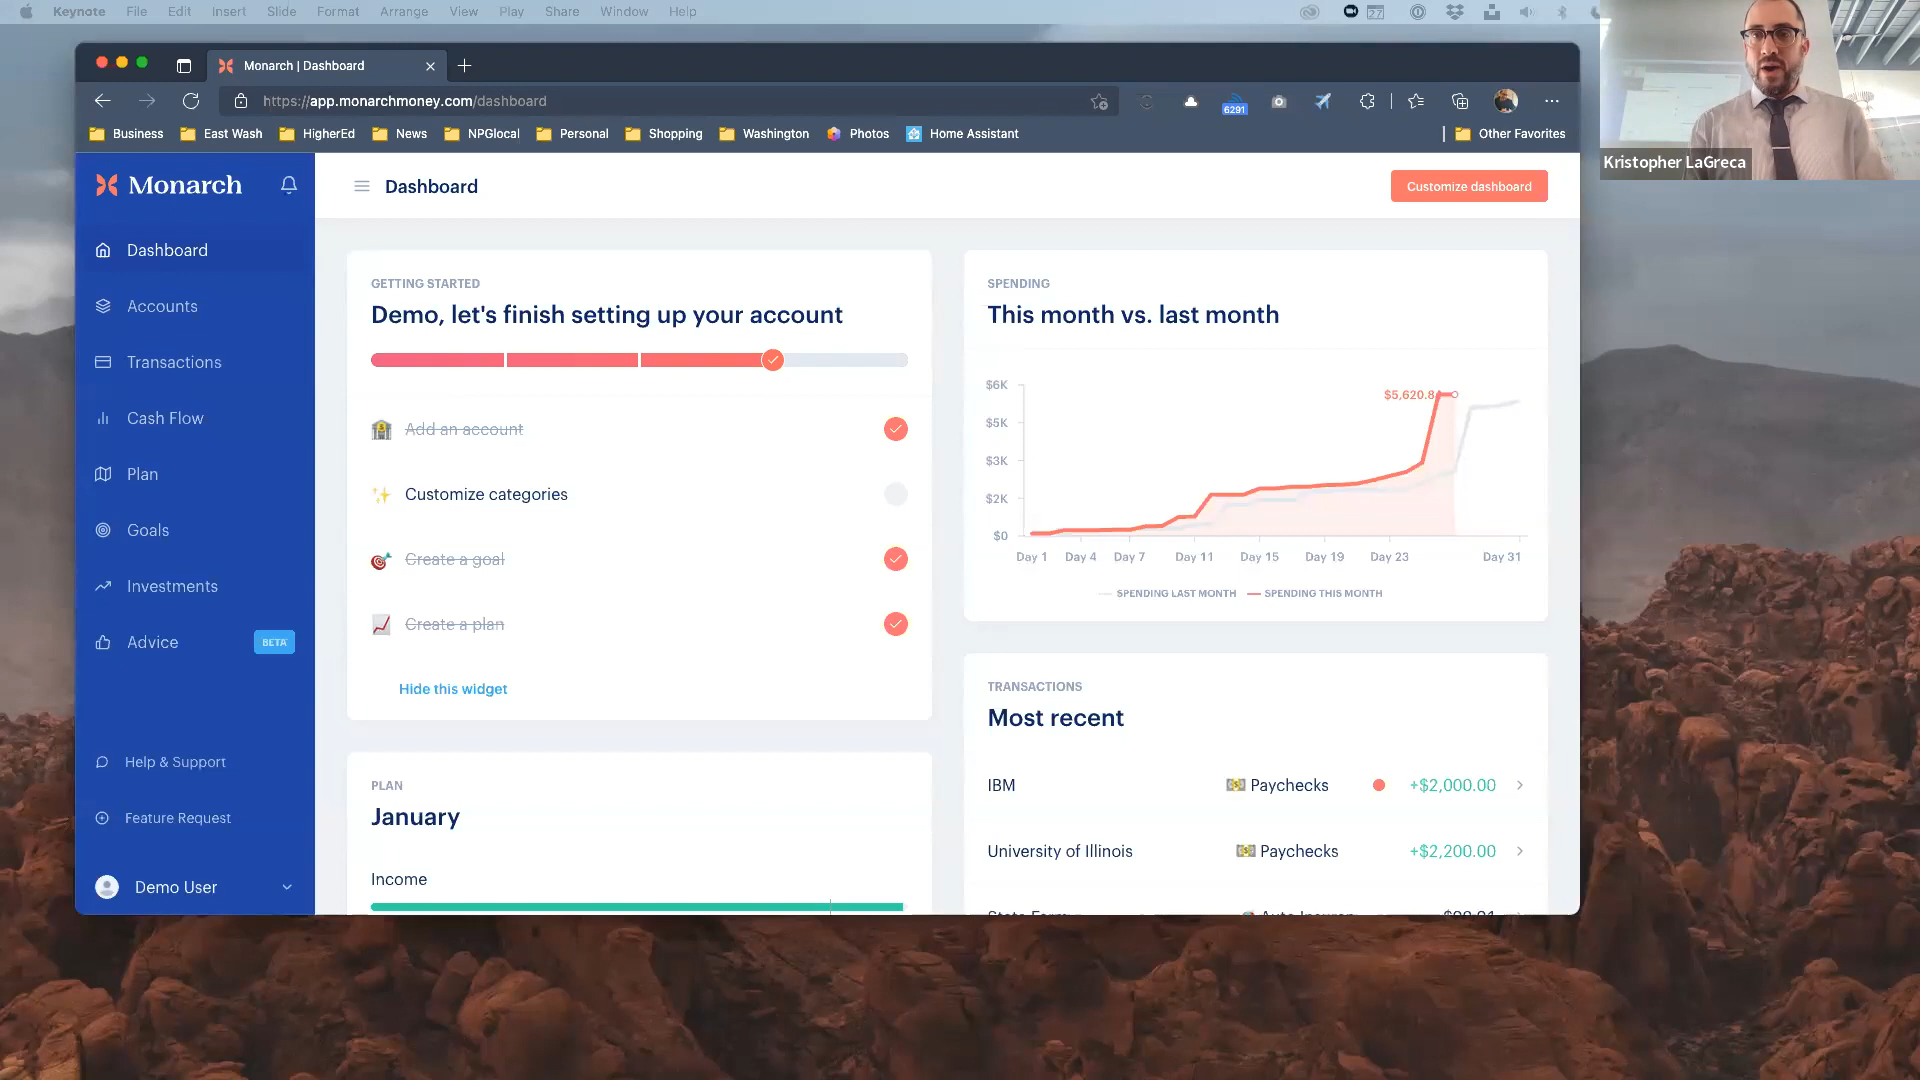 Keynote File Edit Insert Slide Format Arrange View Play Share Window Help
27
Monarch | Dashboard
https://app.monarchmoney.com/dashboard
6291
Business East Wash HigherEd News NPGlocal Personal Shopping Washington Photos Home Assistant Other Favorites
Kristopher LaGreca
Monarch
Dashboard
Accounts
Transactions
Cash Flow
Plan
Goals
Investments
Advice BETA
Help & Support
Feature Request
Demo User
Dashboard
Customize dashboard
GETTING STARTED
Demo, let's finish setting up your account
Add an account
Customize categories
Create a goal
Create a plan
Hide this widget
PLAN
January
Income
SPENDING
This month vs. last month
$6K
$5K
$3K
$2K
$0
$5,620.8
Day 1 Day 4 Day 7 Day 11 Day 15 Day 19 Day 23 Day 31
SPENDING LAST MONTH SPENDING THIS MONTH
TRANSACTIONS
Most recent
IBM Paychecks +$2,000.00
University of Illinois Paychecks +$2,200.00